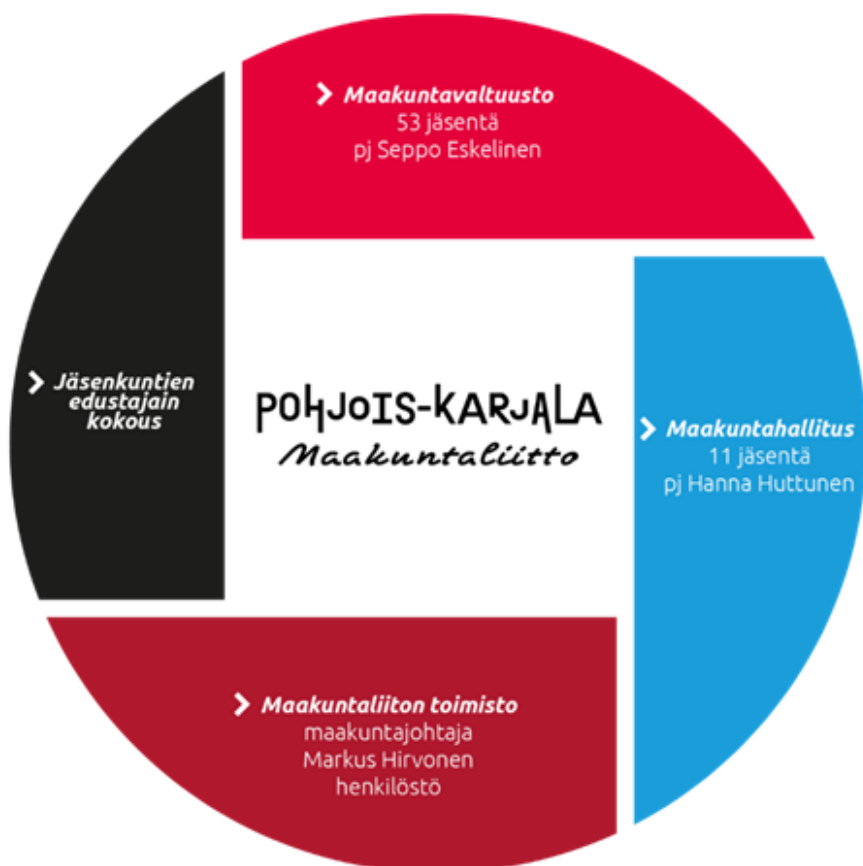 Maakuntavaltuusto
53 jäsentä
pj Seppo Eskelinen
Jäsenkuntien
edustajain
kokous
POHJOIS-KARJALA
Maakuntaliitto
Maakuntahallitus
11 jäsentä
pj Hanna Huttunen
Maakuntaliiton toimisto
maakuntajohtaja
Markus Hirvonen
henkilöstö